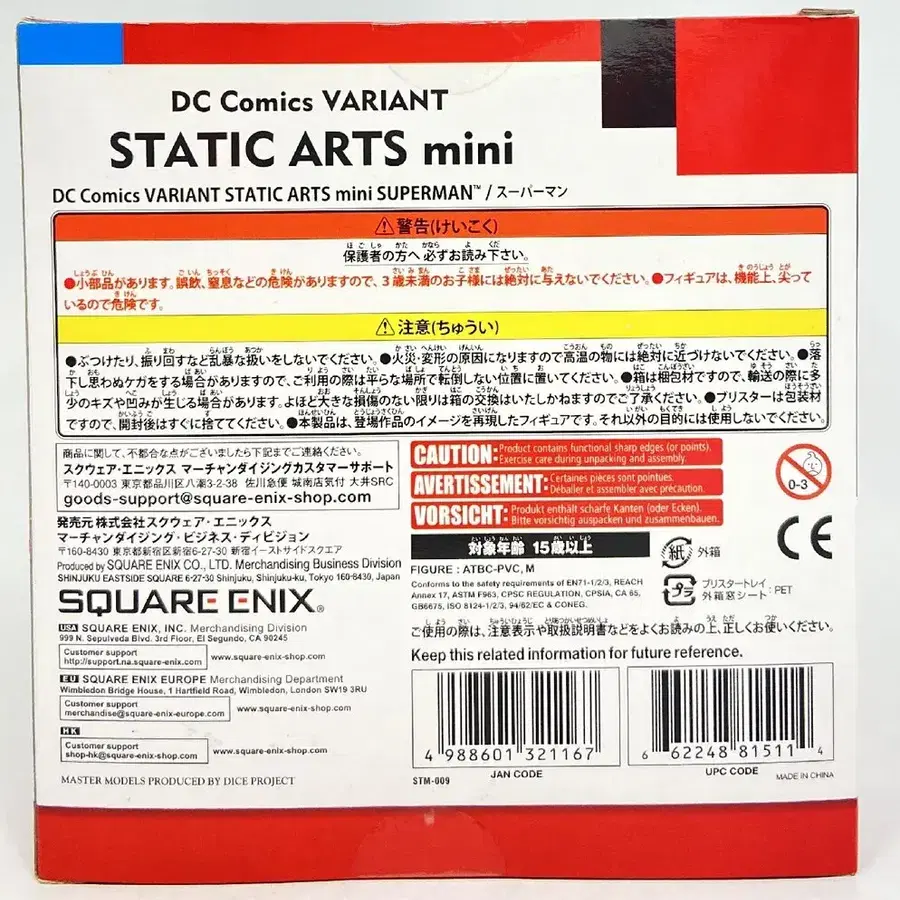 DC Comics VARIANT
STATIC ARTS mini
DC Comics VARIANT STATIC ARTS mini SUPERMAN™ / スーパーマン
⚠警告(けいこく)
保護者の方へ 必ずお読み下さい。
●小部品があります。誤飲、窒息などの危険がありますので、3歳未満のお子様には絶対に与えないでください。●フィギュアは、機能上、尖って
いるので危険です。
⚠注意(ちゅうい)
●ぶつけたり、振り回すなど乱暴な扱いをしないでください。●火災・変形の原因になりますので高温の物には絶対に近づけないでください。●落
下し思わぬケガをする場合がありますので、ご利用の際は平らな場所で転倒しない位置に置いてください。●箱は梱包材ですので、輸送の際に多
少のキズや凹みが生じる場合があります。よほど大きな損傷のない限りは箱の交換はいたしかねますのでご了承ください。●ブリスターは包装材
ですので、開封後はすぐに捨ててください。●本製品は、登場作品のイメージを再現したフィギュアです。それ以外の目的には使用しないでください。
商品に関して、不都合な点がございましたら下記までご連絡ください。
スクウェア・エニックス マーチャンダイジングカスタマーサポート
〒140-0003 東京都品川区八潮3-2-38 佐川急便 城南店気付 大井SRC
goods-support@square-enix-shop.com
発売元 株式会社スクウェア・エニックス
マーチャンダイジング・ビジネス・ディビジョン
〒160-8430 東京都新宿区新宿6-27-30 新宿イーストサイドスクエア
Produced by SQUARE ENIX CO., LTD. Merchandising Business Division
SHINJUKU EASTSIDE SQUARE 6-27-30 Shinjuku, Shinjuku-ku, Tokyo 160-8430, Japan
SQUARE ENIX®
USA SQUARE ENIX, INC. Merchandising Division
999 N. Sepulveda Blvd. 3rd Floor, El Segundo, CA 90245
Customer support
http://support.na.square-enix.com
www.square-enix-shop.com
EU SQUARE ENIX EUROPE Merchandising Department
Wimbledon Bridge House, 1 Hartfield Road, Wimbledon, London SW19 3RU
Customer support
merchandise@square-enix-europe.com
www.square-enix-shop.com
HK
Customer support
shop-hk@square-enix-shop.com
www.square-enix-shop.com
MASTER MODELS PRODUCED BY DICE PROJECT
CAUTION: Product contains functional sharp edges (or points).
Exercise care during unpacking and assembly.
AVERTISSEMENT: Certaines pièces sont pointues.
Déballer et assembler avec précaution.
VORSICHT: Produkt enthält scharfe Kanten (oder Ecken).
Bitte vorsichtig auspacken und zusammenbauen.
0-3
対象年齢 15歳以上
FIGURE : ATBC-PVC, M
Conforms to the safety requirements of EN71-1/2/3, REACH
Annex 17, ASTM F963, CPSC REGULATION, CPSIA, CA 65,
GB6675, ISO 8124-1/2/3, 94/62/EC & CONEG.
紙 外箱
プラ ブリスタートレイ、
外箱窓シート: PET
CE
ご使用の際は、注意表示や取扱説明書などをよくお読みの上、正しくお使いください。
Keep this related information for future reference.
4 988601 321167
JAN CODE
6 62248 81511 4
UPC CODE
STM-009
MADE IN CHINA